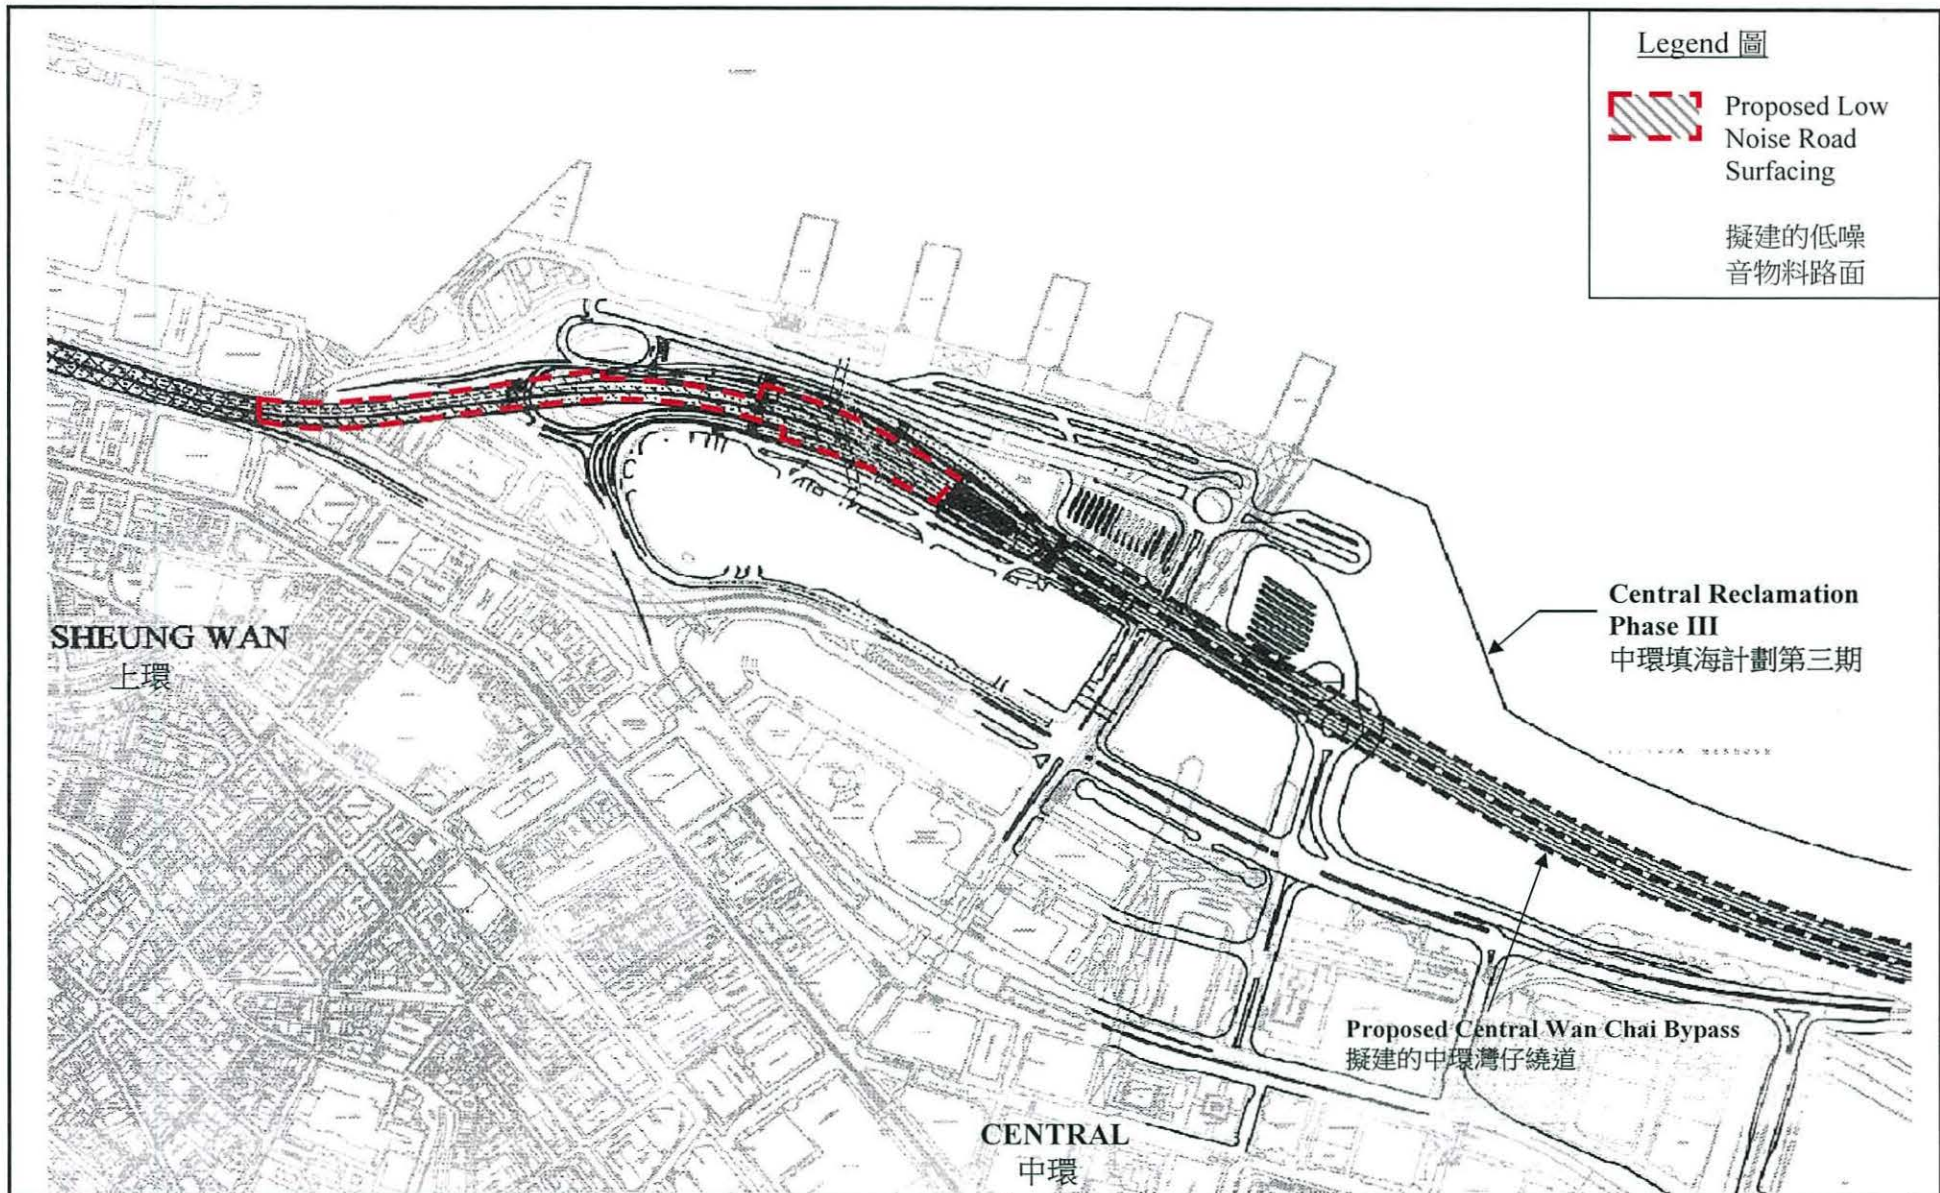 Legend 圖
Proposed Low
Noise Road
Surfacing
擬建的低噪
音物料路面
Central Reclamation
Phase III
中環填海計劃第三期
SHEUNG WAN
上環
Proposed Central Wan Chai Bypass
擬建的中環灣仔繞道
CENTRAL
中環